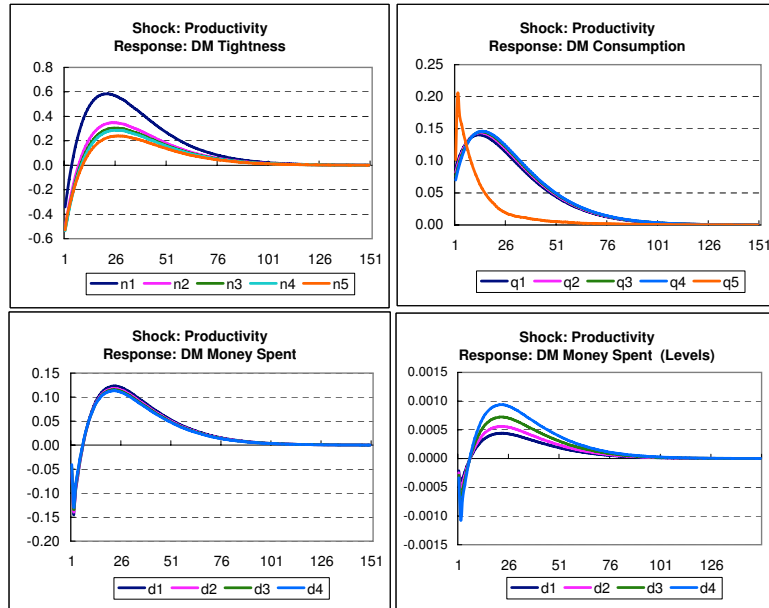 Shock: Productivity
Response: DM Tightness
0.8
0.6
0.4
0.2
0.0
-0.2
-0.4
-0.6
1 26 51 76 101 126 151
n1 n2 n3 n4 n5
Shock: Productivity
Response: DM Consumption
0.25
0.20
0.15
0.10
0.05
0.00
1 26 51 76 101 126 151
q1 q2 q3 q4 q5
Shock: Productivity
Response: DM Money Spent
0.15
0.10
0.05
0.00
-0.05
-0.10
-0.15
-0.20
1 26 51 76 101 126 151
d1 d2 d3 d4
Shock: Productivity
Response: DM Money Spent (Levels)
0.0015
0.0010
0.0005
0.0000
-0.0005
-0.0010
-0.0015
1 26 51 76 101 126
d1 d2 d3 d4